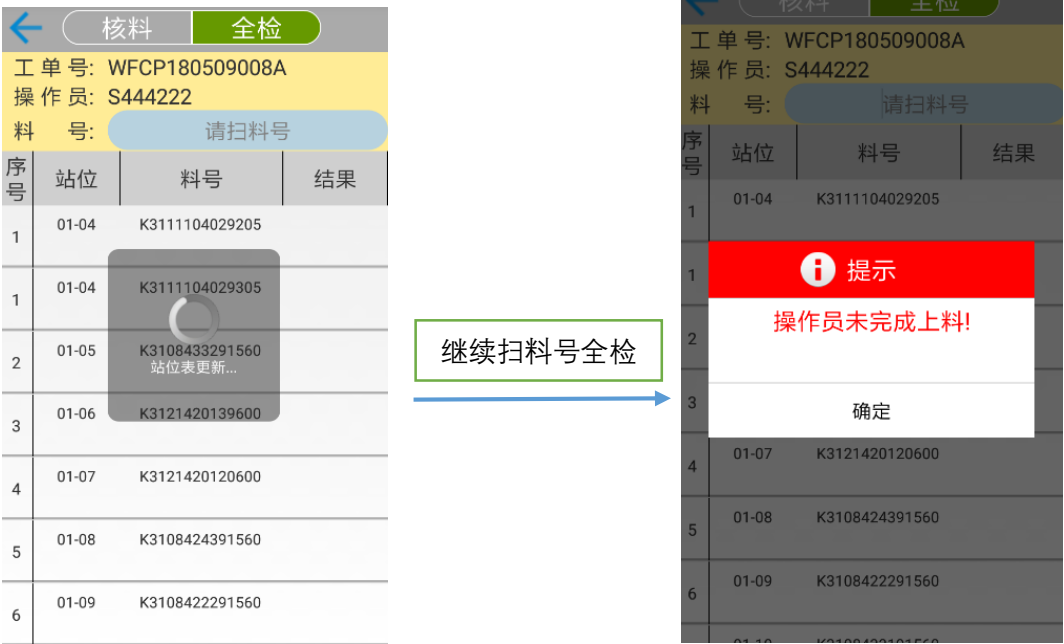 核料 全检
工 单 号: WFCP180509008A
操 作 员: S444222
料 号: 请扫料号
序号 站位 料号 结果
1 01-04 K3111104029205
1 01-04 K3111104029305
2 01-05 K3108433291560
站位表更新...
3 01-06 K3121420139600
4 01-07 K3121420120600
5 01-08 K3108424391560
6 01-09 K3108422291560
继续扫料号全检
核料 全检
工 单 号: WFCP180509008A
操 作 员: S444222
料 号: 请扫料号
序号 站位 料号 结果
1 01-04 K3111104029205
1
提示
操作员未完成上料!
2
3
确定
4 01-07 K3121420120600
5 01-08 K3108424391560
6 01-09 K3108422291560